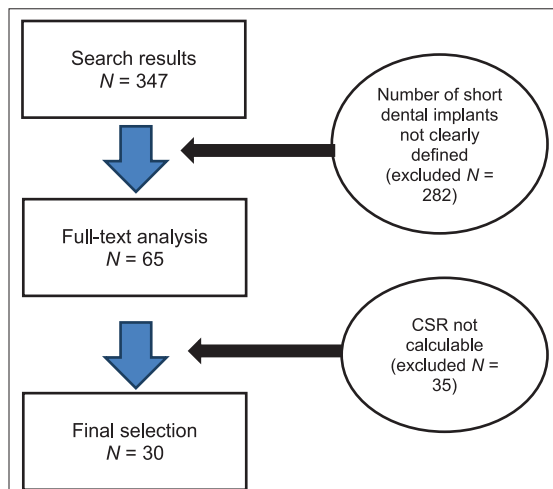 Search results
N = 347
Number of short
dental implants
not clearly
defined
(excluded N =
282)
Full-text analysis
N = 65
CSR not
calculable
(excluded N =
35)
Final selection
N = 30